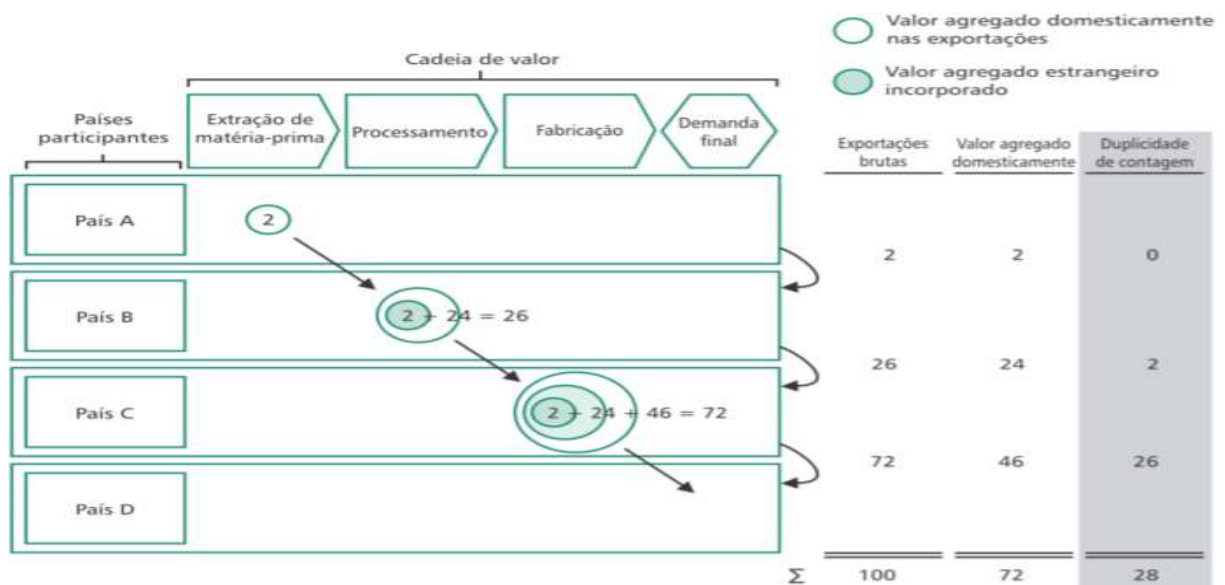 Valor agregado domesticamente
nas exportações
Valor agregado estrangeiro
incorporado
Cadeia de valor
Países
participantes
Extração de
matéria-prima
Processamento
Fabricação
Demanda
final
Exportações
brutas
Valor agregado
domesticamente
Duplicidade
de contagem
País A
2
2 2 0
País B
2 + 24 = 26
26 24 2
País C
2 + 24 + 46 = 72
72 46 26
País D
Σ 100 72 28